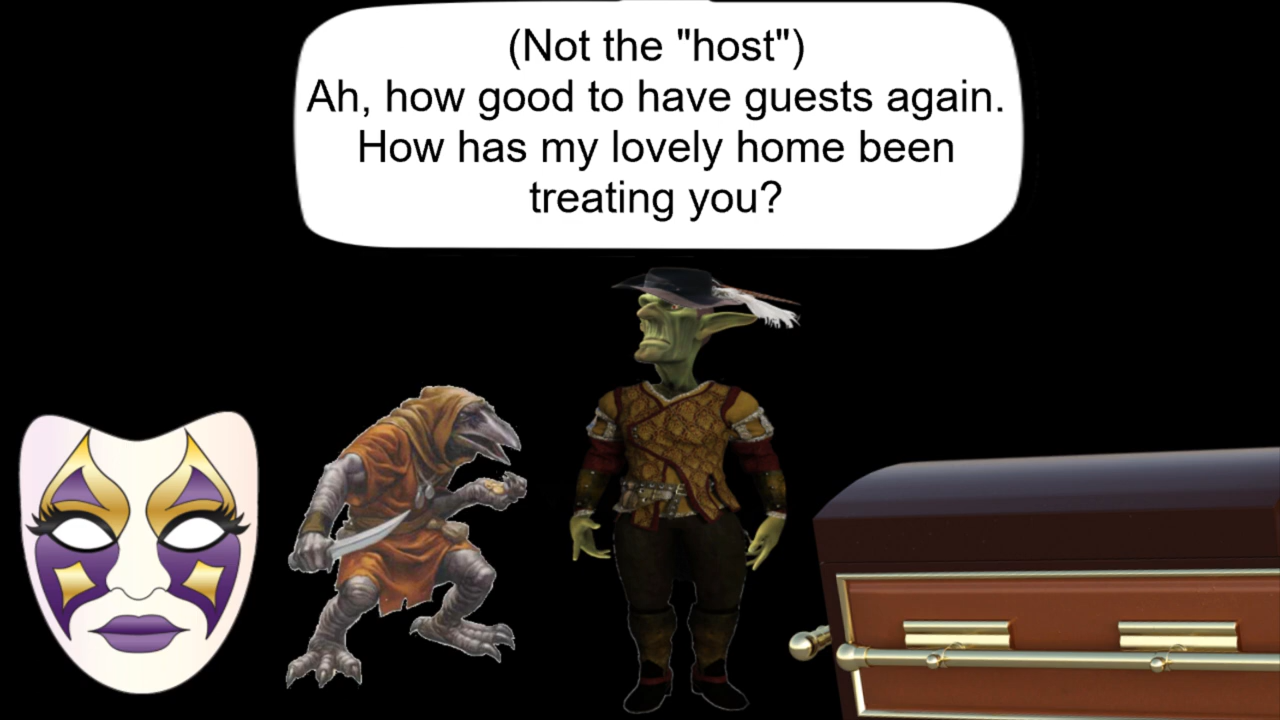 (Not the "host")
Ah, how good to have guests again.
How has my lovely home been
treating you?